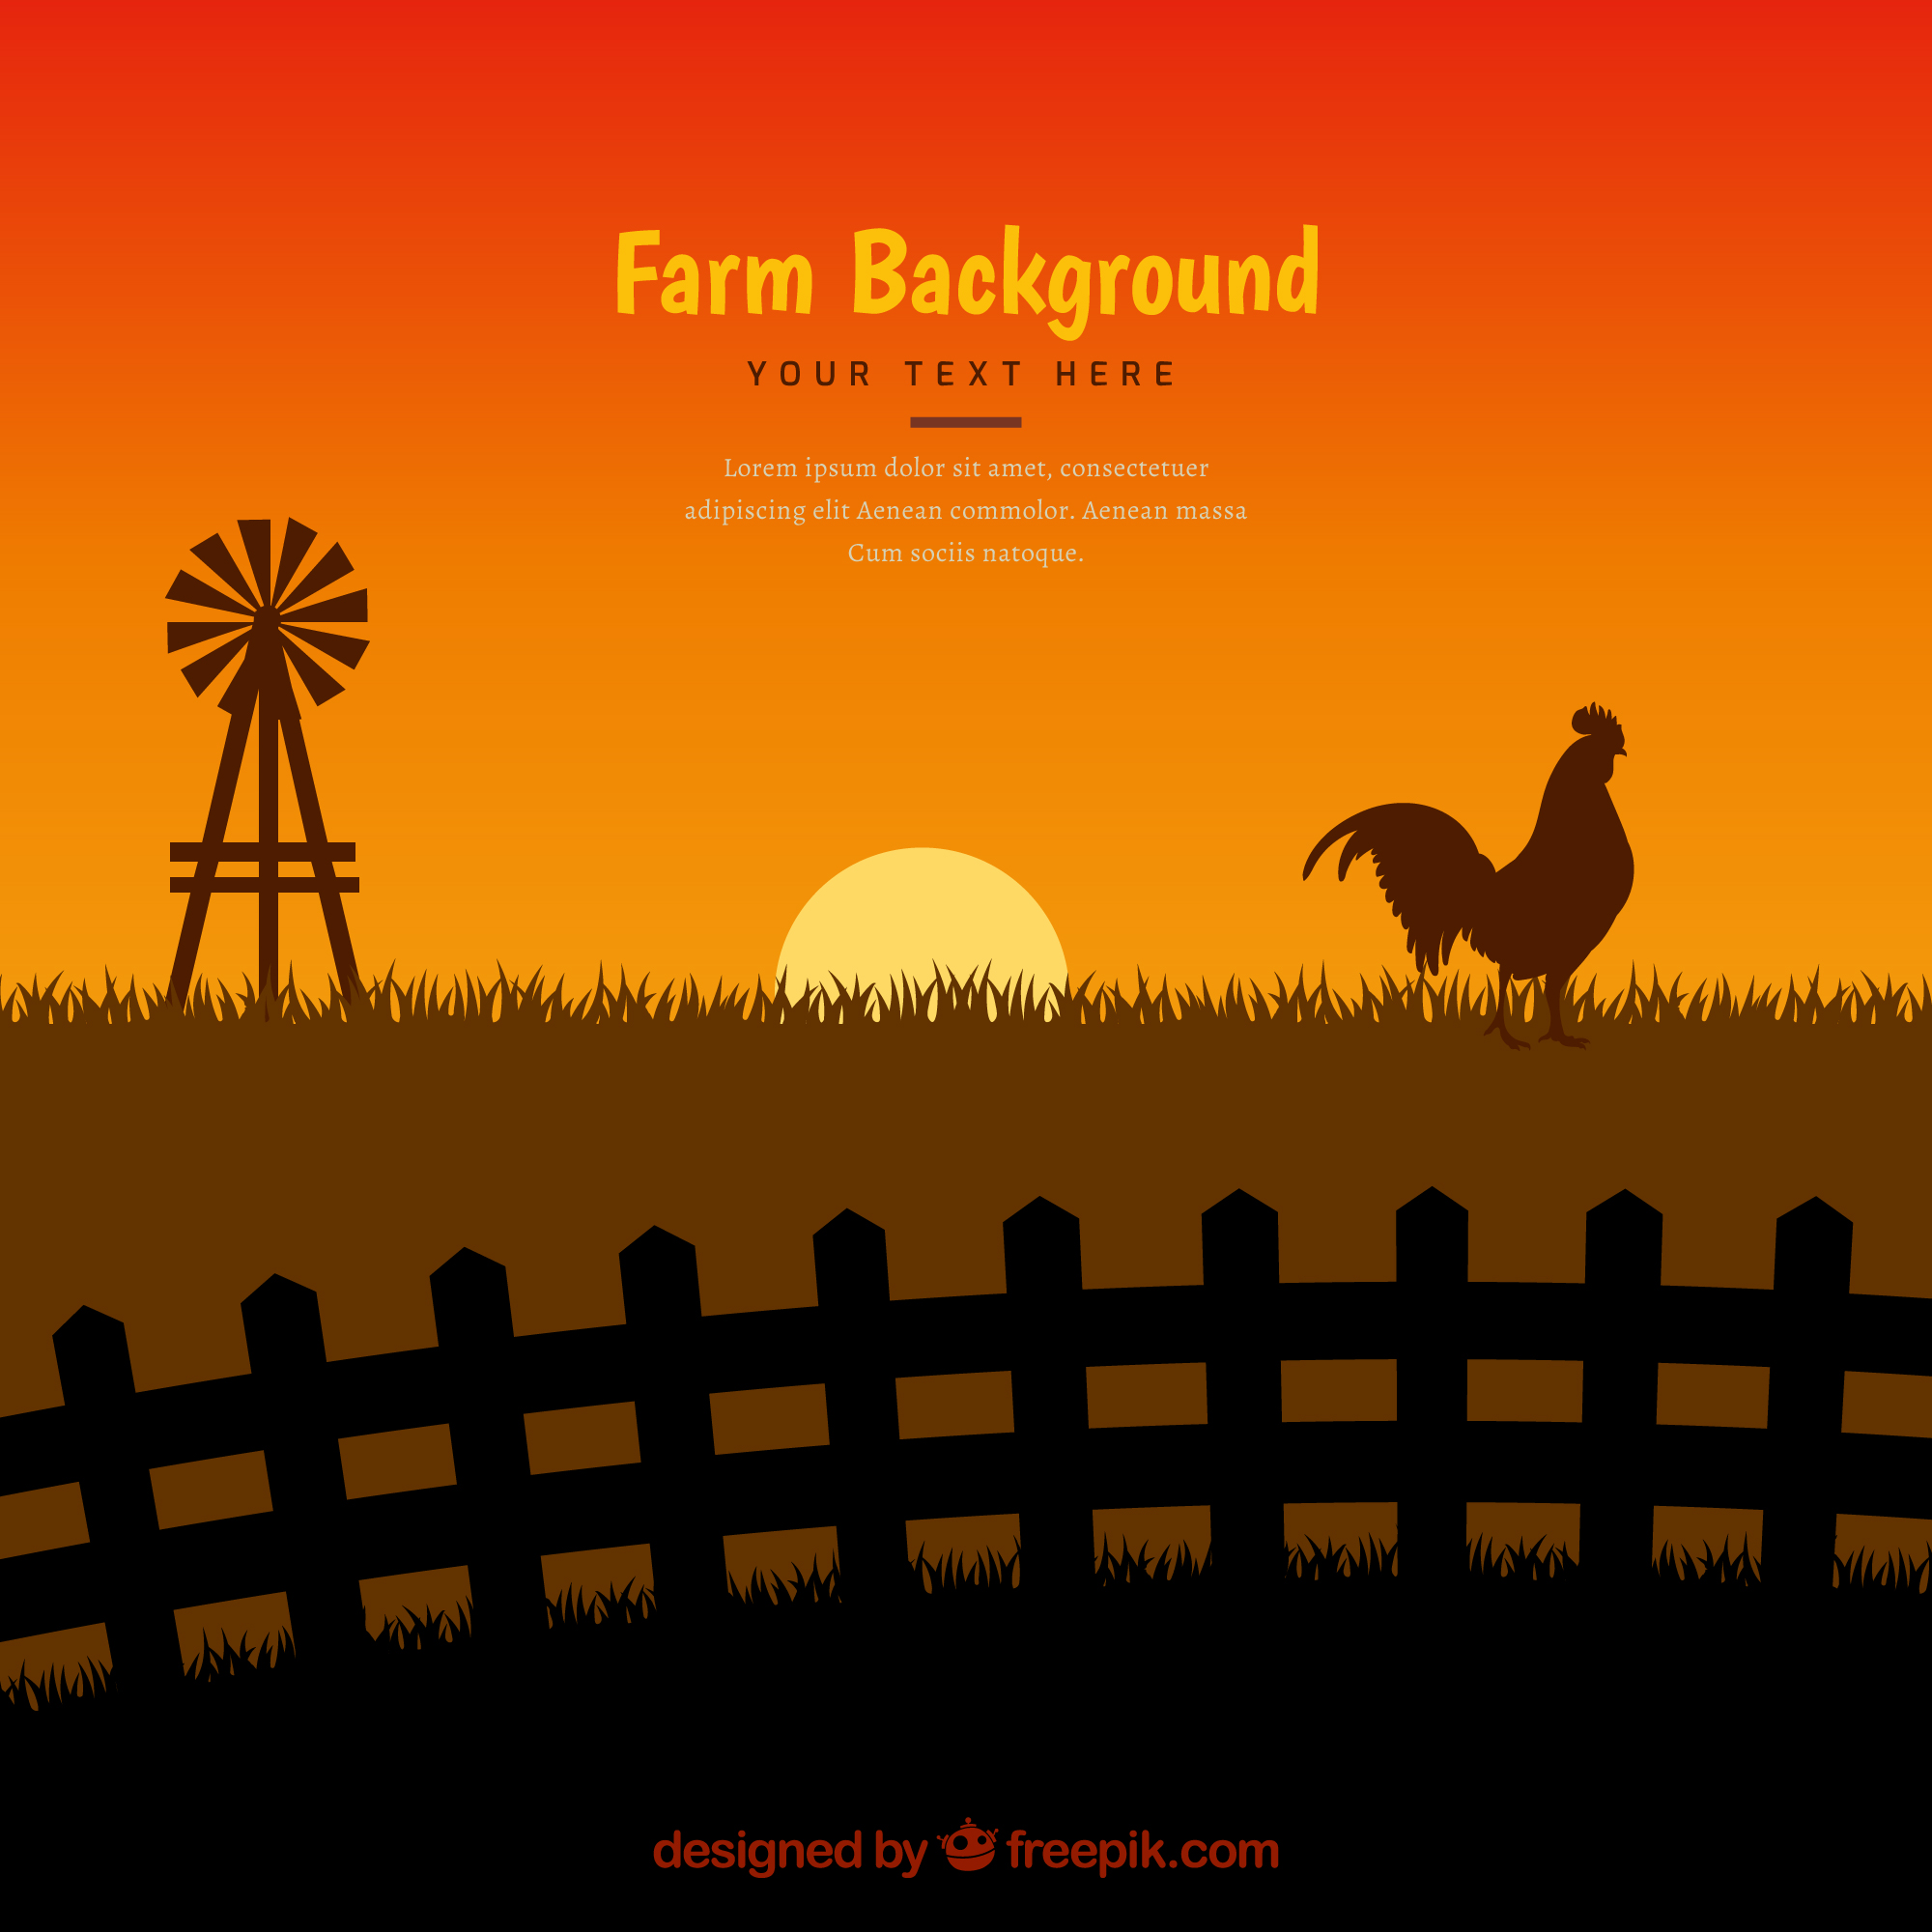 Farm Background
YOUR TEXT HERE
Lorem ipsum dolor sit amet, consectetuer
adipiscing elit Aenean commolor. Aenean massa
Cum sociis natoque.
designed by freepik.com